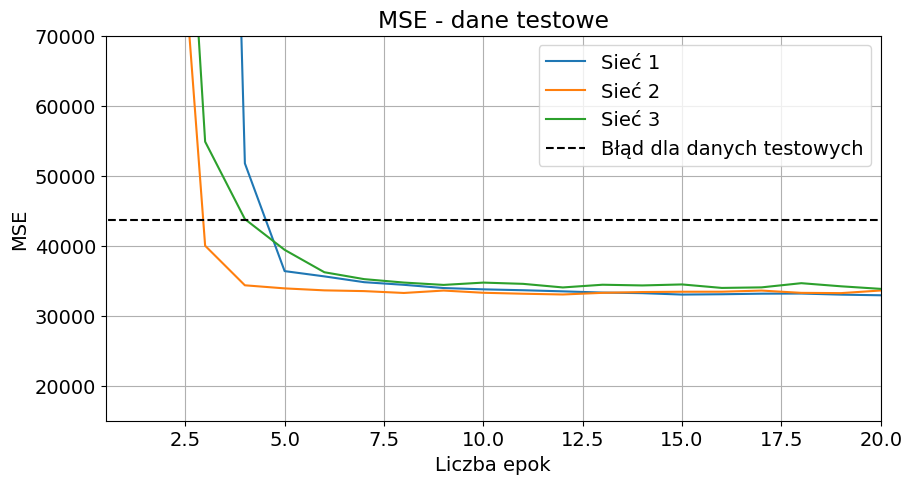 MSE - dane testowe
70000
60000
50000
40000
30000
20000
MSE
Sieć 1
Sieć 2
Sieć 3
Błąd dla danych testowych
2.5 5.0 7.5 10.0 12.5 15.0 17.5 20.0
Liczba epok